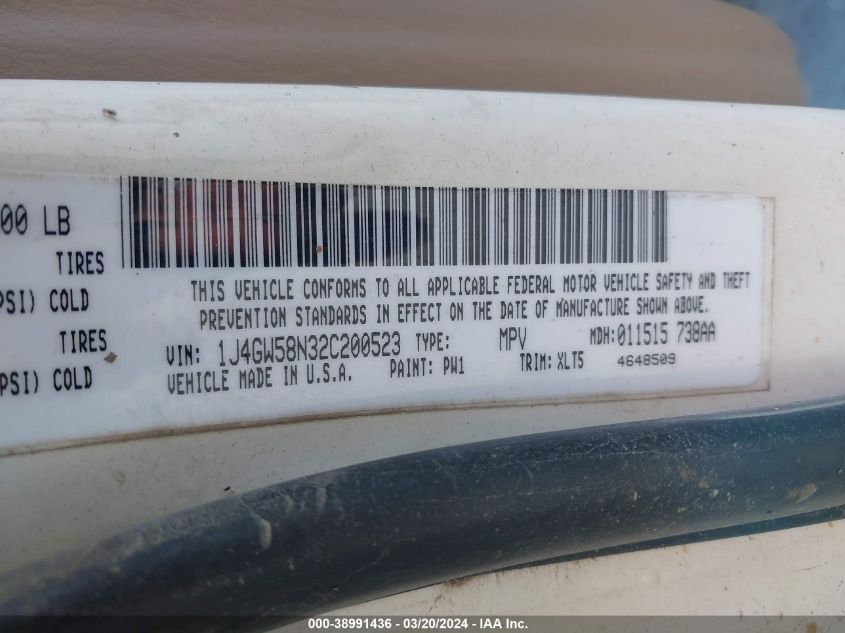 00 LB
TIRES
PSI) COLD
TIRES
PSI) COLD
THIS VEHICLE CONFORMS TO ALL APPLICABLE FEDERAL MOTOR VEHICLE SAFETY AND THEFT
PREVENTION STANDARDS IN EFFECT ON THE DATE OF MANUFACTURE SHOWN ABOVE.
VIN: 1J4GW58N32C200523 TYPE: MPV MDH: 011515 738AA
VEHICLE MADE IN U.S.A. PAINT: PW1 TRIM: XLT5 4648509
000-38991436 - 03/20/2024 - IAA Inc.